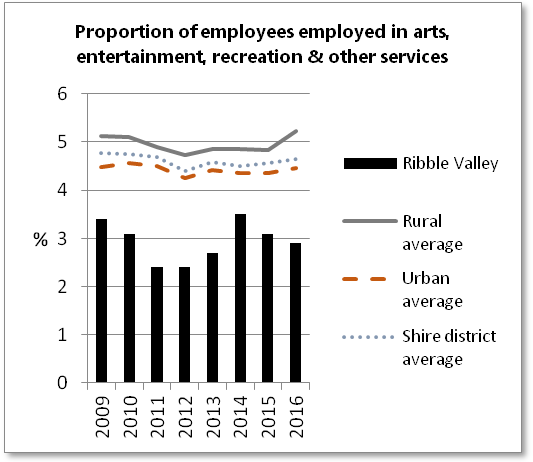 Proportion of employees employed in arts,
entertainment, recreation & other services
6
5
4
3
2
1
0
%
2009
2010
2011
2012
2013
2014
2015
2016
Ribble Valley
Rural
average
Urban
average
Shire district
average